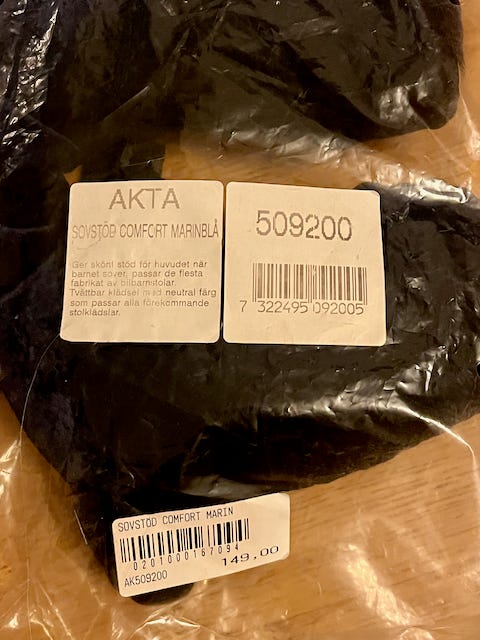 AKTA
SOVSTÖD COMFORT MARINBLÅ
Ger skönt stöd för huvudet när
barnet sover, passar de flesta
fabrikat av bilbarnstolar.
Tvättbar klädsel med neutral färg
som passar alla förekommande
stolklädslar.
509200
7 322495 092005
SOVSTÖD COMFORT MARIN
0201000167094
149,00
AK509200